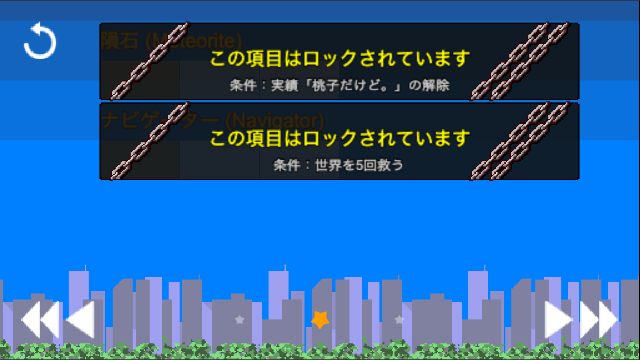 隕石 (Meteorite)
この項目はロックされています
条件：実績「桃子だけど。」の解除
ナビゲーター (Navigator)
この項目はロックされています
条件：世界を5回救う